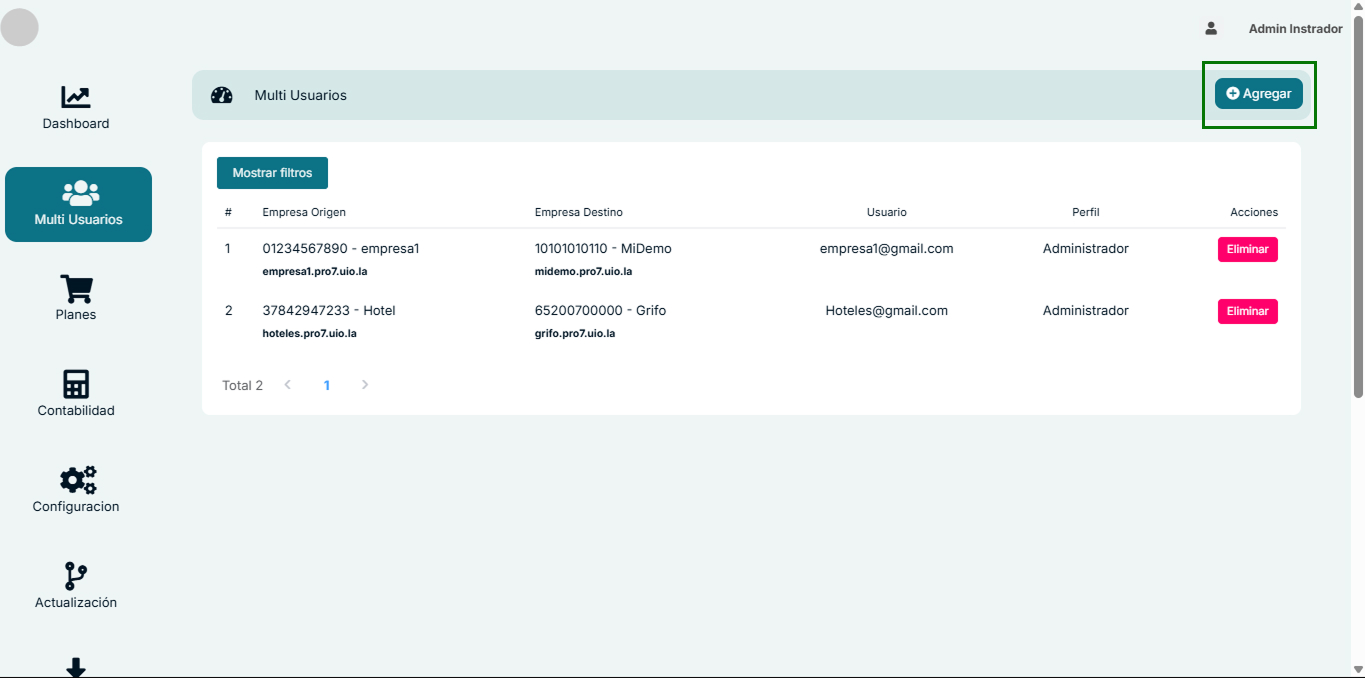 Admin Instrador
Dashboard
Multi Usuarios
Planes
Contabilidad
Configuracion
Actualización
Multi Usuarios
Agregar
Mostrar filtros
# Empresa Origen Empresa Destino Usuario Perfil Acciones
1 01234567890 - empresa1 10101010110 - MiDemo empresa1@gmail.com Administrador Eliminar
empresa1.pro7.uio.la midemo.pro7.uio.la
2 37842947233 - Hotel 65200700000 - Grifo Hoteles@gmail.com Administrador Eliminar
hoteles.pro7.uio.la grifo.pro7.uio.la
Total 2 1